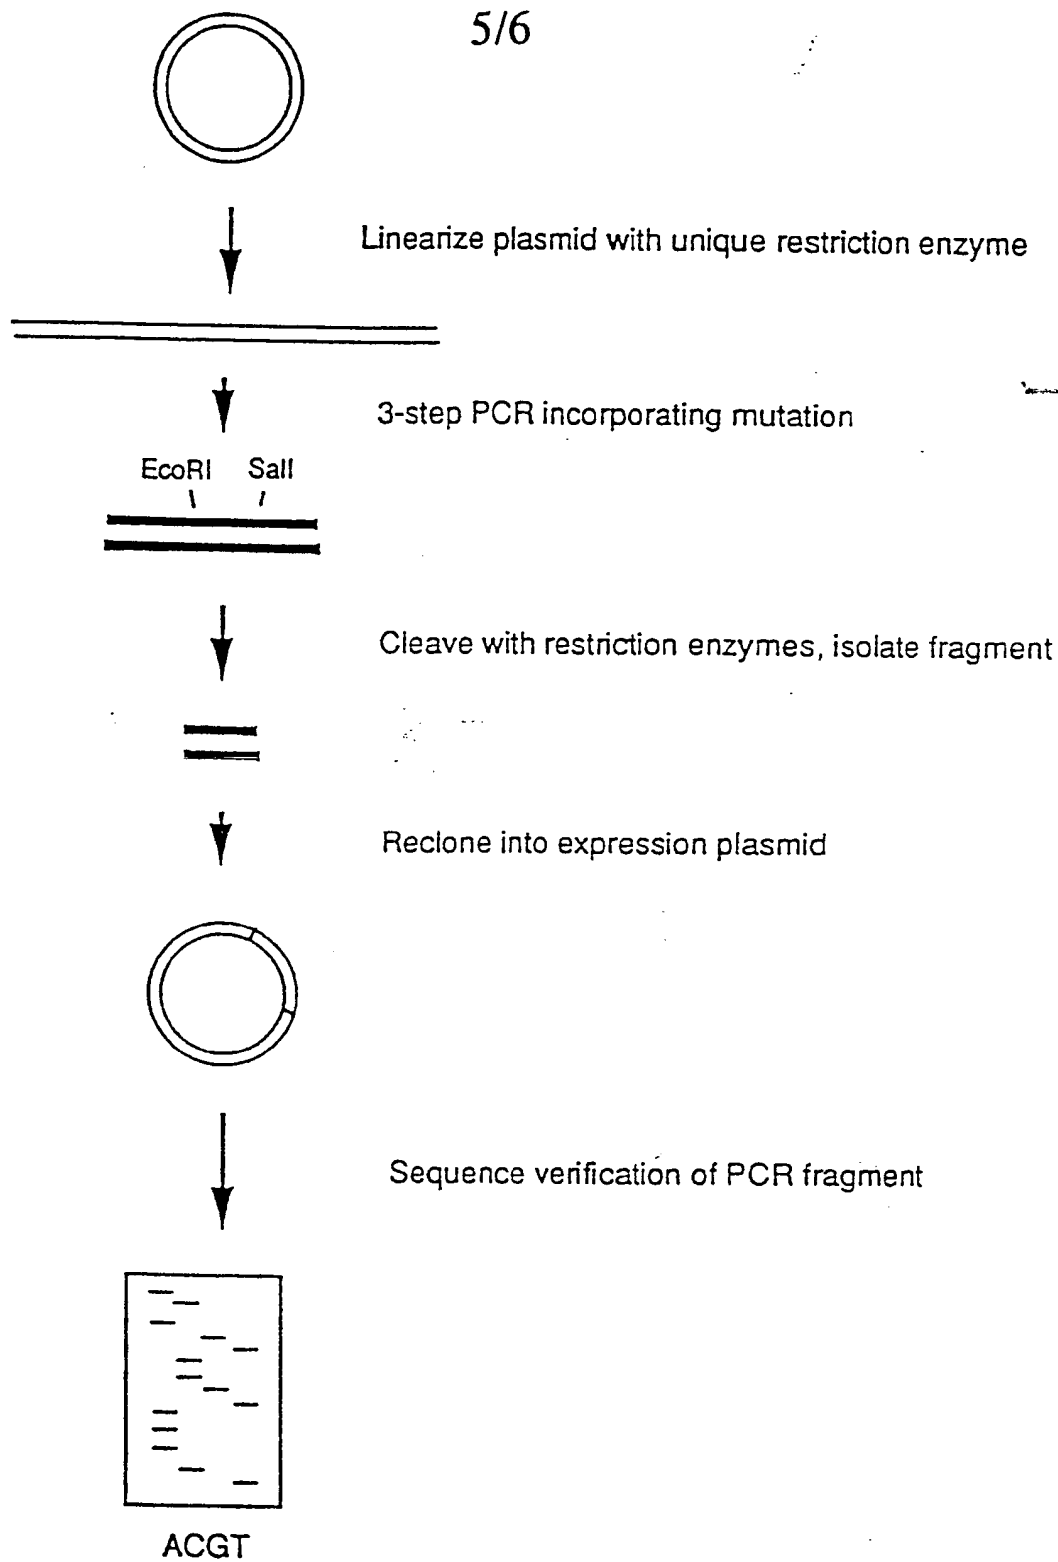 5/6
Linearize plasmid with unique restriction enzyme
3-step PCR incorporating mutation
EcoRI SalI
Cleave with restriction enzymes, isolate fragment
Reclone into expression plasmid
Sequence verification of PCR fragment
ACGT